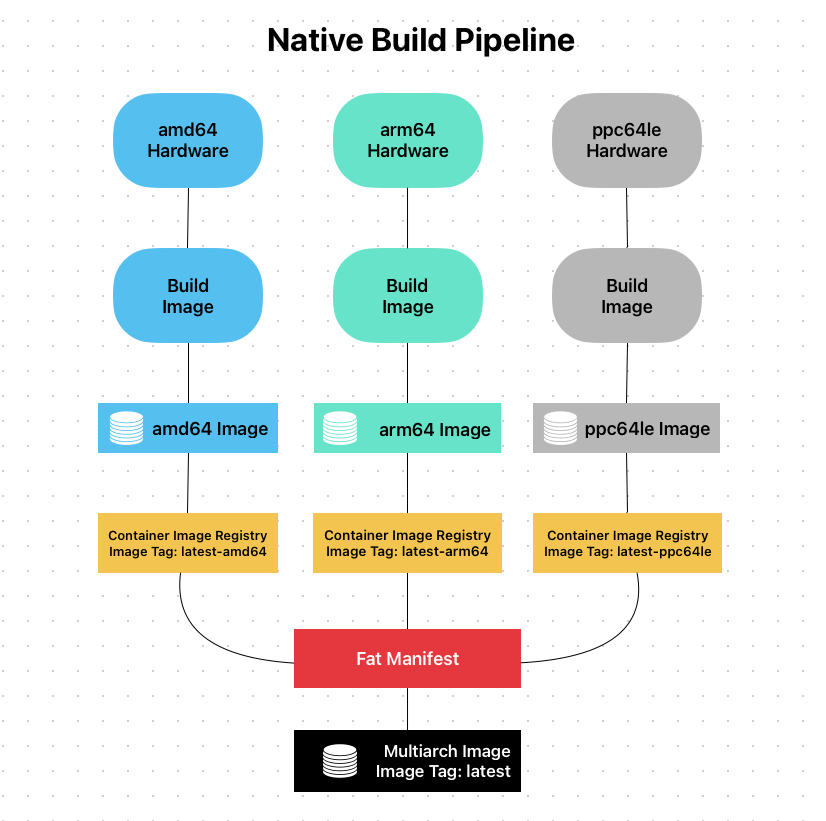 Native Build Pipeline
amd64
Hardware
arm64
Hardware
ppc64le
Hardware
Build
Image
Build
Image
Build
Image
amd64 Image
arm64 Image
ppc64le Image
Container Image Registry
Image Tag: latest-amd64
Container Image Registry
Image Tag: latest-arm64
Container Image Registry
Image Tag: latest-ppc64le
Fat Manifest
Multiarch Image
Image Tag: latest